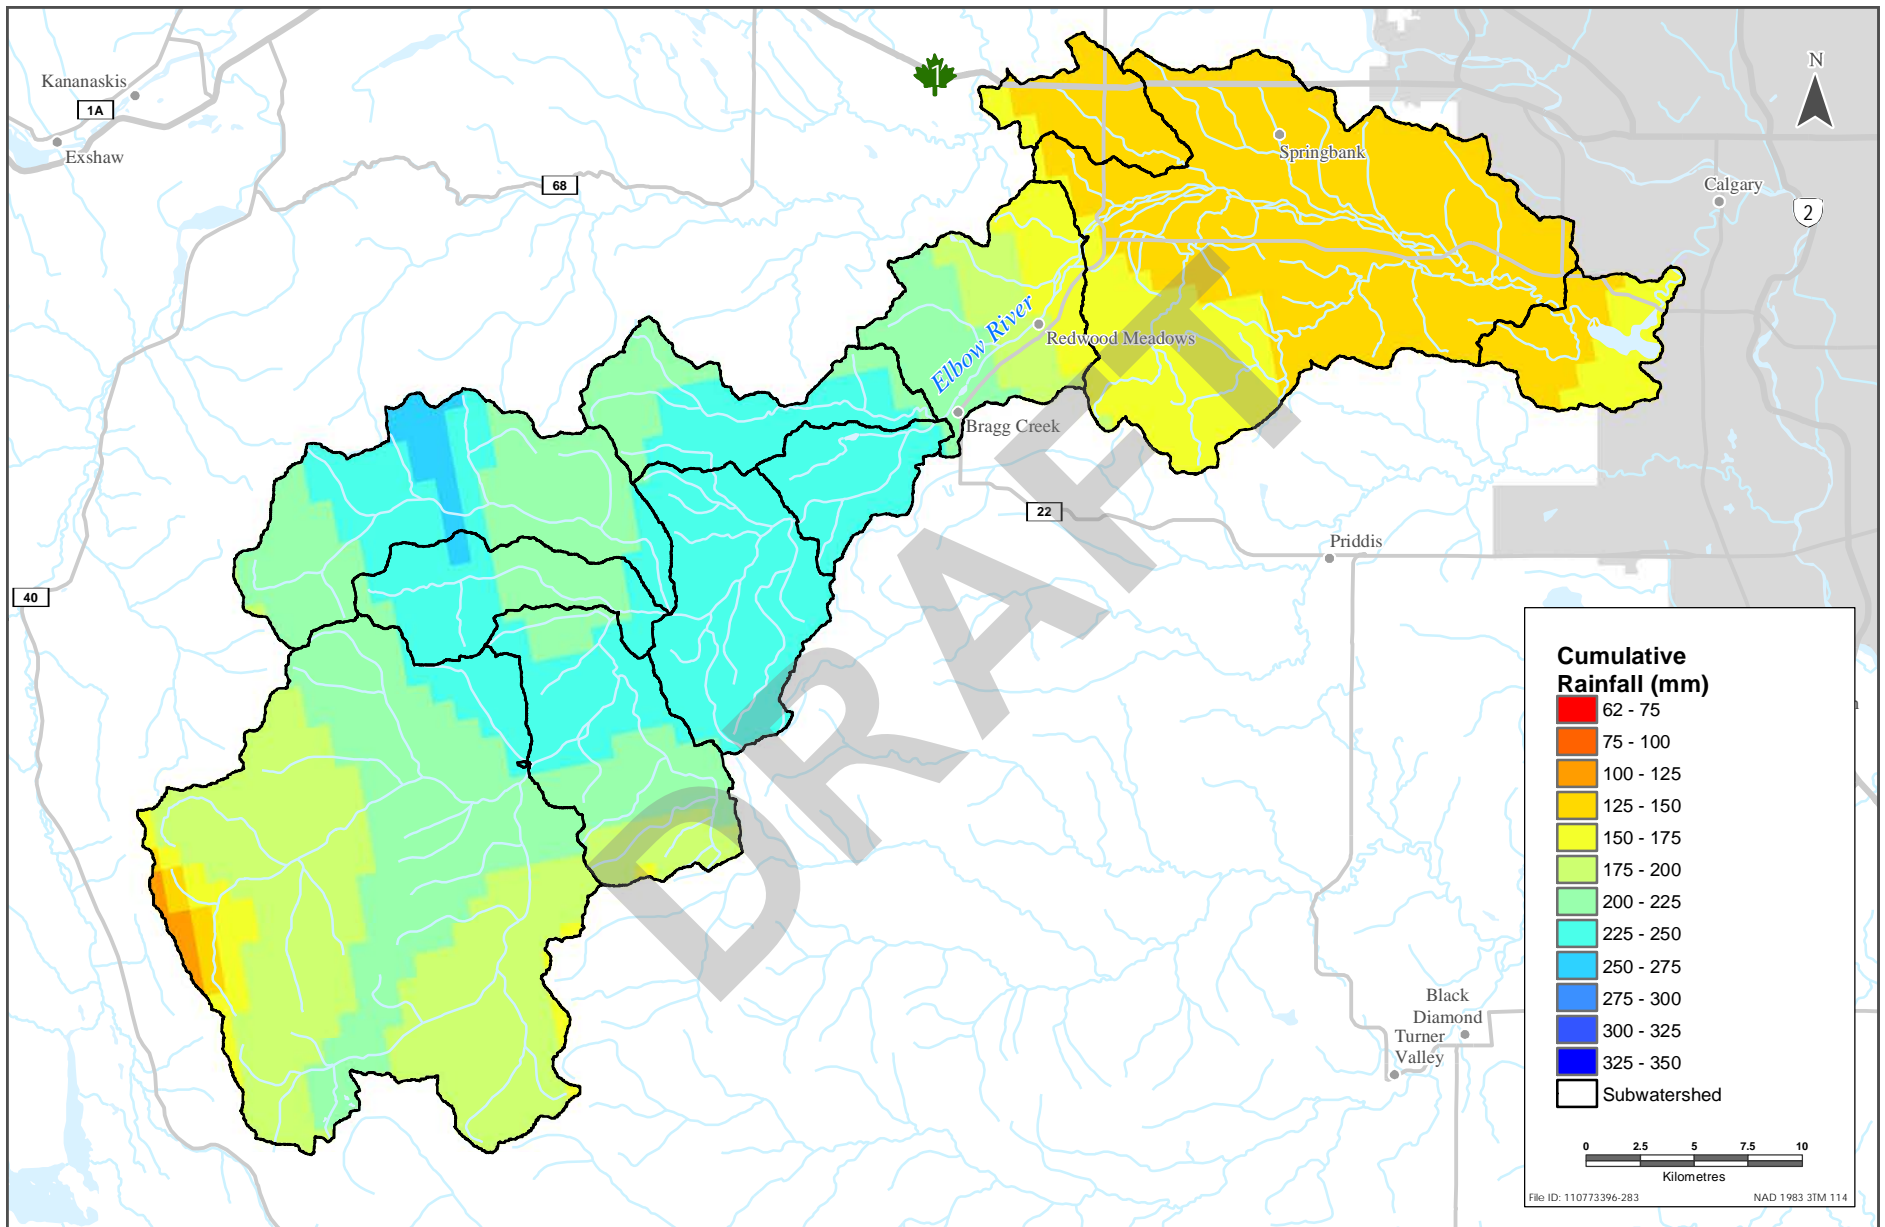 1
N
Kananaskis
1A
Exshaw
Springbank
68
Calgary
2
Elbow River
Redwood Meadows
Bragg Creek
22
Priddis
40
DRAFT
Black
Diamond
Turner
Valley
Cumulative
Rainfall (mm)
62 - 75
75 - 100
100 - 125
125 - 150
150 - 175
175 - 200
200 - 225
225 - 250
250 - 275
275 - 300
300 - 325
325 - 350
Subwatershed
0 2.5 5 7.5 10
Kilometres
File ID: 110773396-283
NAD 1983 3TM 114